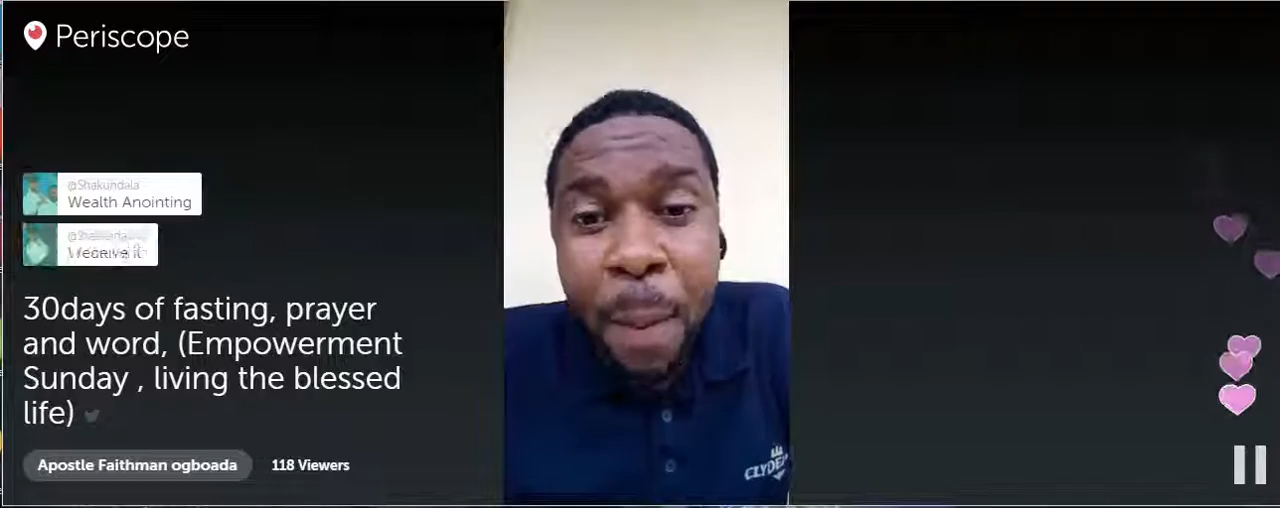 Periscope
@Shakundala
Wealth Anointing
30days of fasting, prayer
and word, (Empowerment
Sunday , living the blessed
life)
Apostle Faithman ogboada
118 Viewers